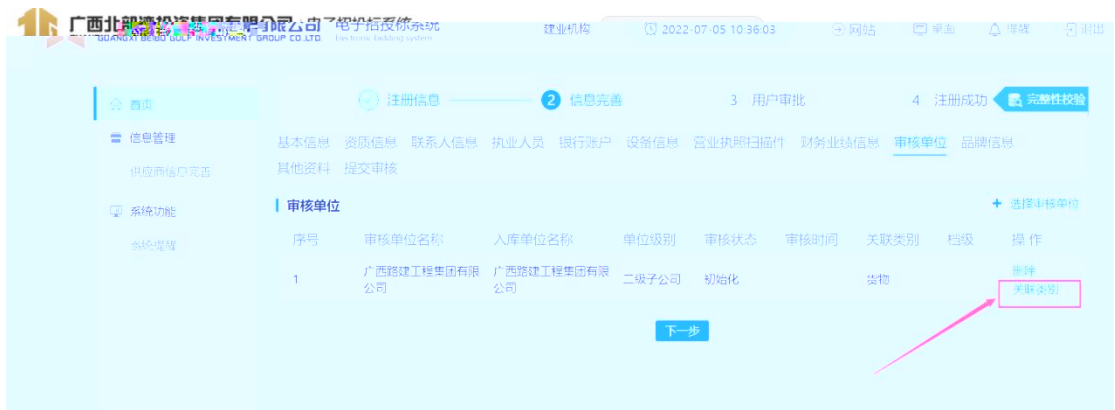 广西北部湾投资集团有限公司 电子招投标系统
GUANGXI BEIBU GULF INVESTMENT GROUP CO.,LTD. Electronic bidding system
建业机构 2022-07-05 10:36:03 网站 桌面 提醒 退出
首页
信息管理
供应商信息完善
系统功能
系统提醒
注册信息 2 信息完善 3 用户审批 4 注册成功 完整性校验
基本信息 资质信息 联系人信息 执业人员 银行账户 设备信息 营业执照扫描件 财务业绩信息 审核单位 品牌信息
其他资料 提交审核
审核单位 选择审核单位
序号 审核单位名称 入库单位名称 单位级别 审核状态 审核时间 关联类别 档级 操作
1 广西路建工程集团有限公司 广西路建工程集团有限公司 二级子公司 初始化 货物 删除
关联类别
下一步